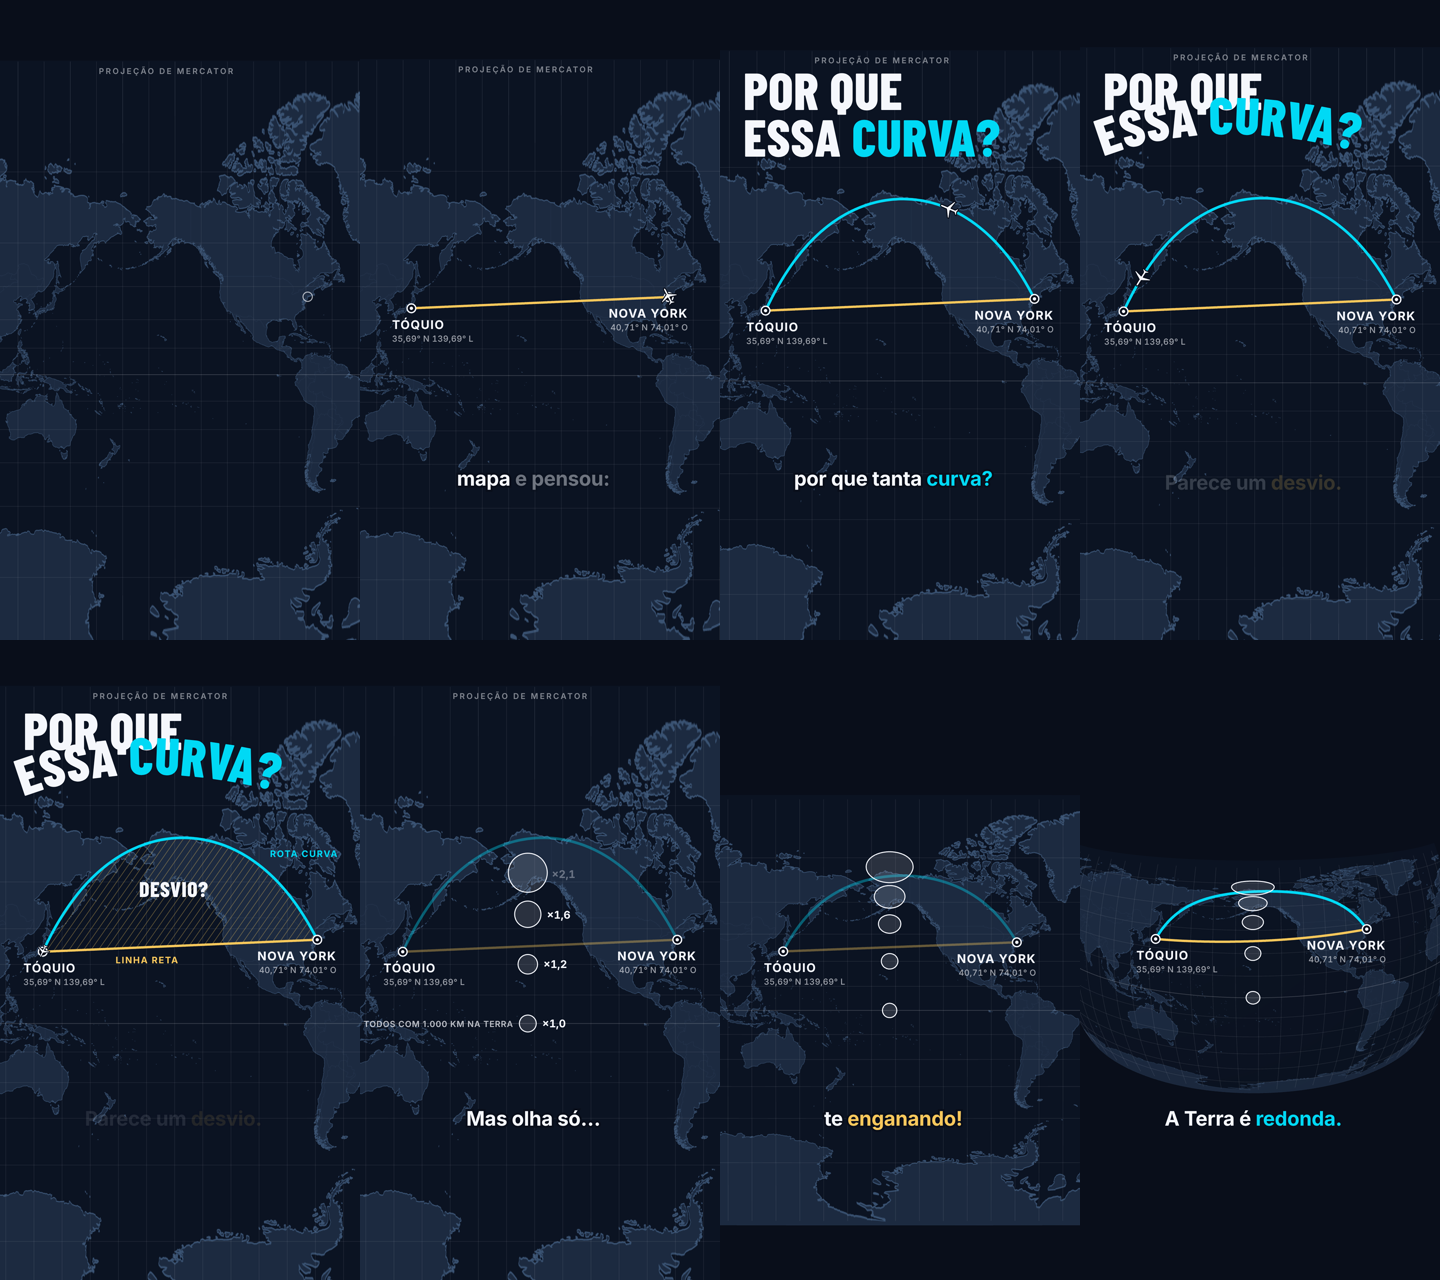 PROJEÇÃO DE MERCATOR
PROJEÇÃO DE MERCATOR
TÓQUIO
35,69° N 139,69° L
NOVA YORK
40,71° N 74,01° O
mapa e pensou:
PROJEÇÃO DE MERCATOR
POR QUE
ESSA CURVA?
TÓQUIO
35,69° N 139,69° L
NOVA YORK
40,71° N 74,01° O
por que tanta curva?
PROJEÇÃO DE MERCATOR
POR QUE
ESSA CURVA?
TÓQUIO
35,69° N 139,69° L
NOVA YORK
40,71° N 74,01° O
Parece um desvio.
PROJEÇÃO DE MERCATOR
POR QUE
ESSA CURVA?
ROTA CURVA
DESVIO?
LINHA RETA
TÓQUIO
35,69° N 139,69° L
NOVA YORK
40,71° N 74,01° O
Parece um desvio.
PROJEÇÃO DE MERCATOR
×2,1
×1,6
×1,2
TÓQUIO
35,69° N 139,69° L
NOVA YORK
40,71° N 74,01° O
TODOS COM 1.000 KM NA TERRA
×1,0
Mas olha só...
TÓQUIO
35,69° N 139,69° L
NOVA YORK
40,71° N 74,01° O
te enganando!
TÓQUIO
35,69° N 139,69° L
NOVA YORK
40,71° N 74,01° O
A Terra é redonda.